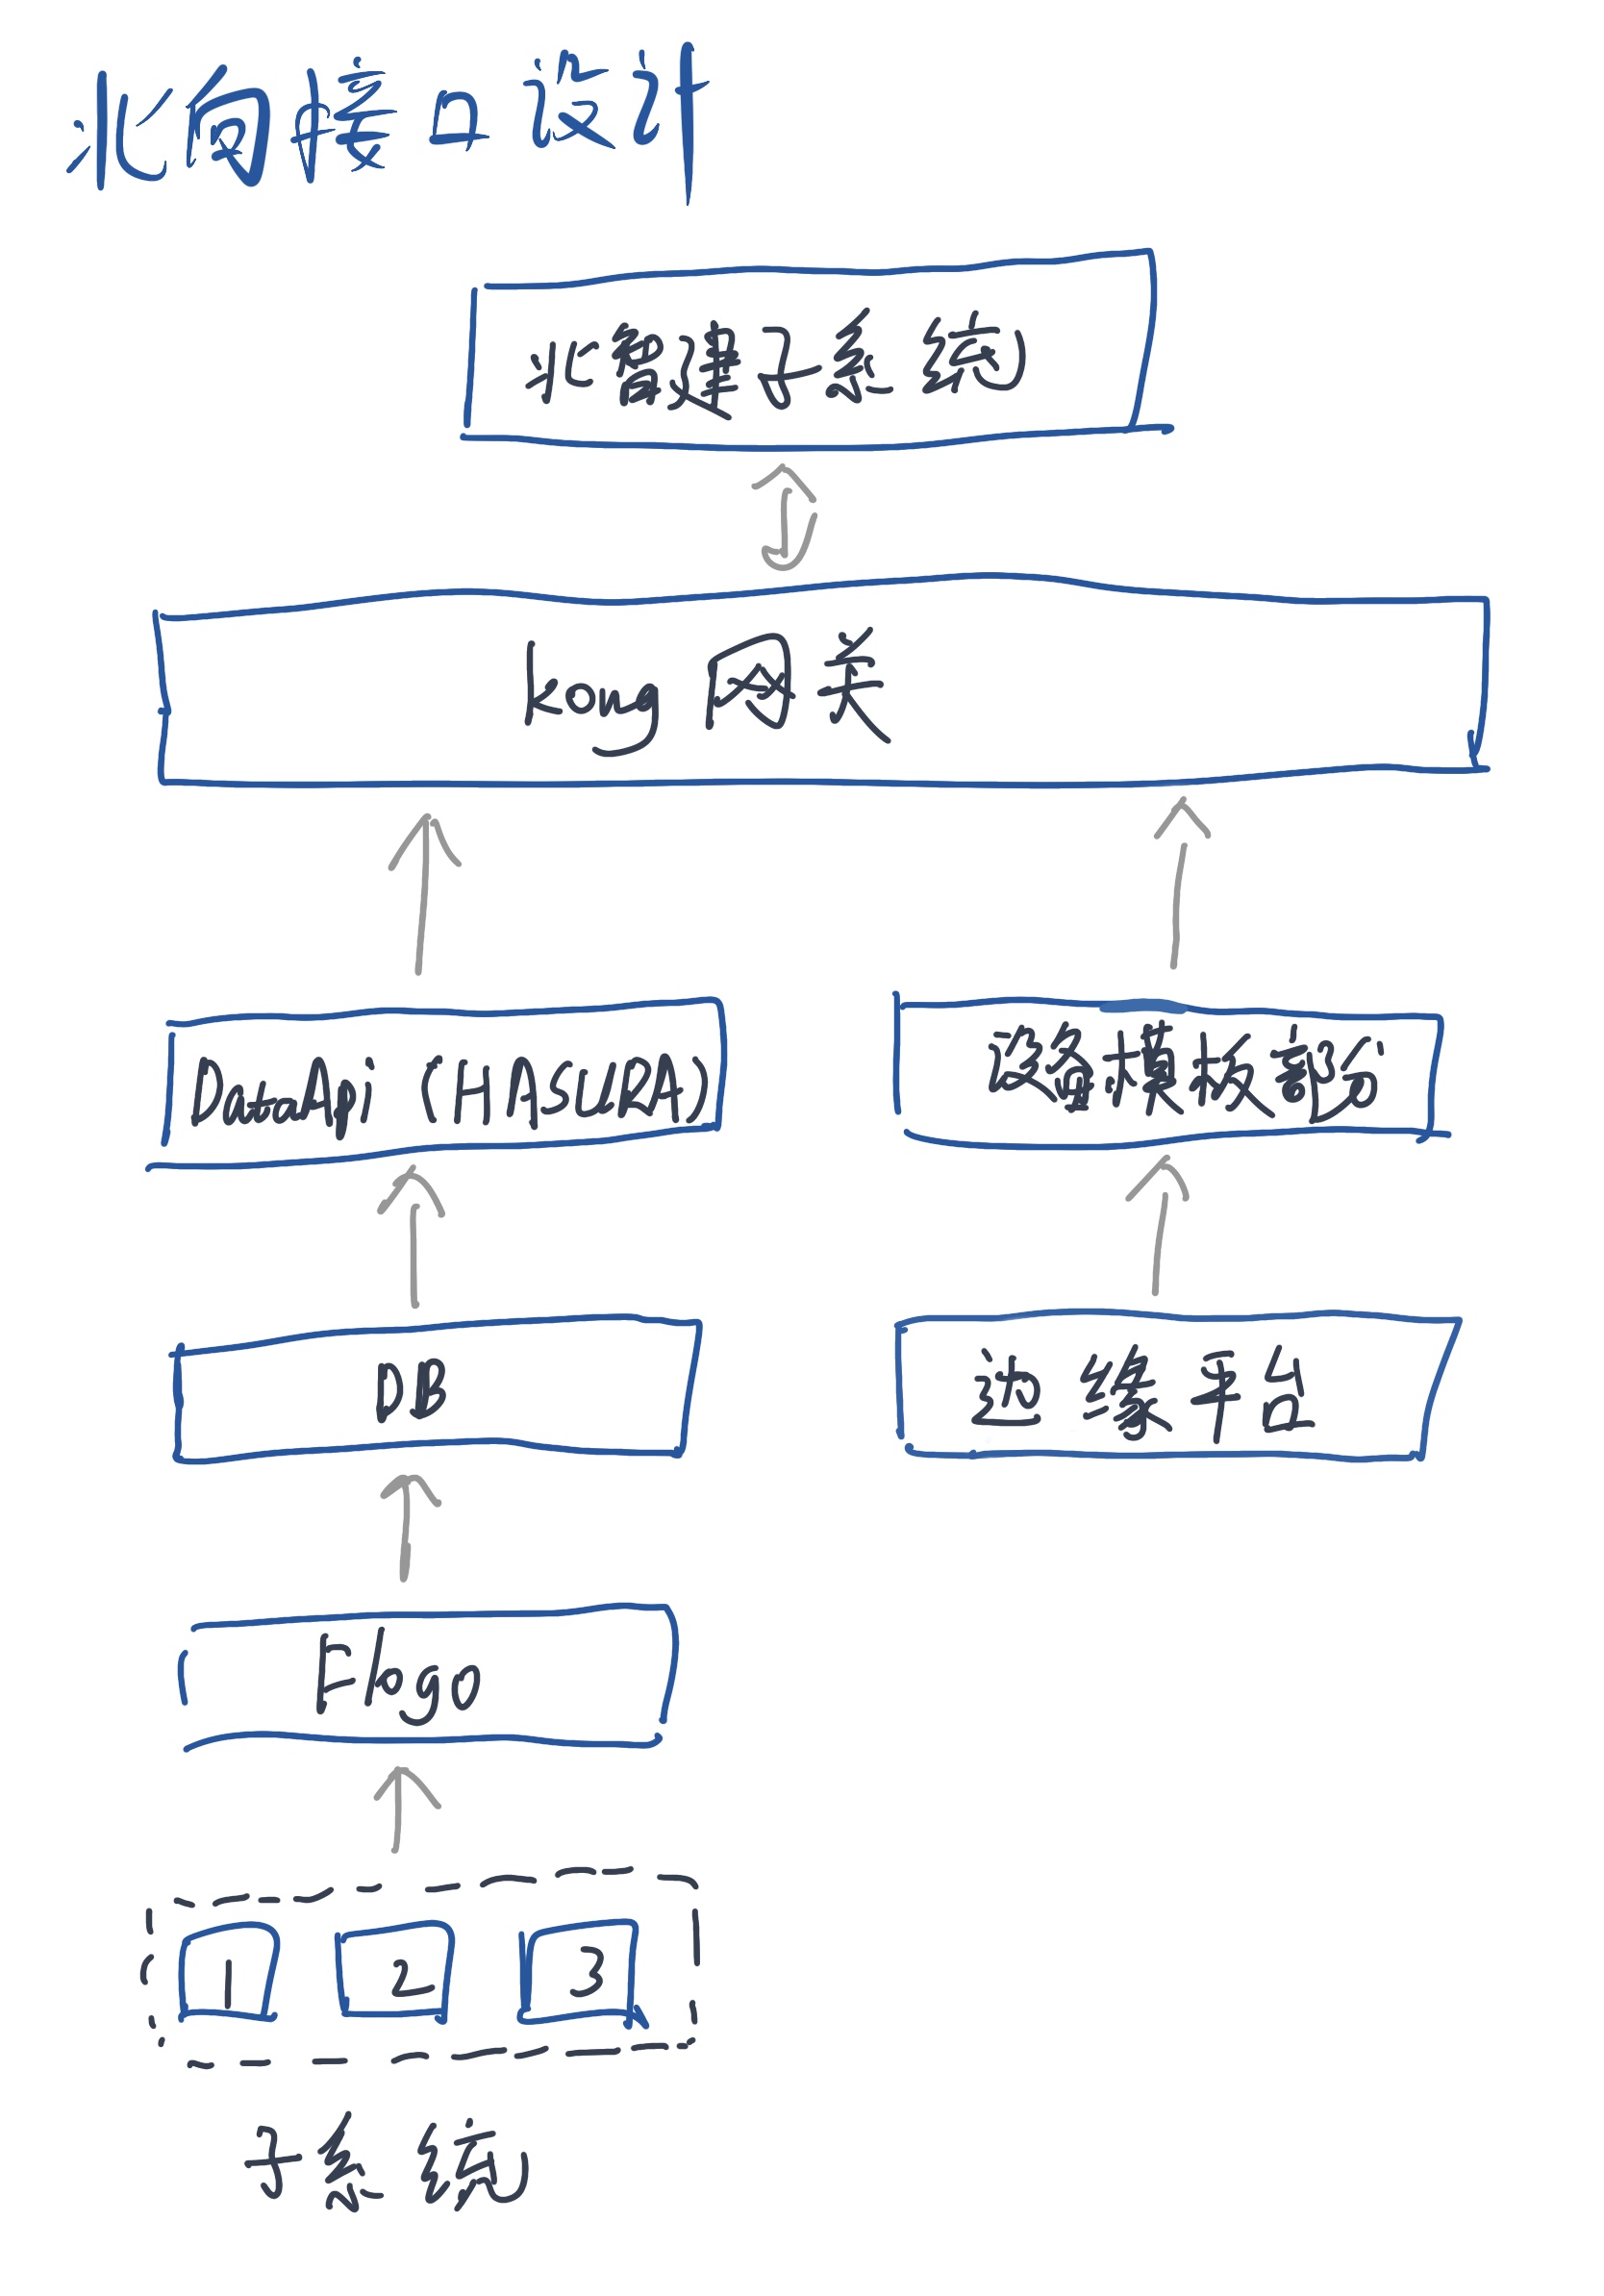 北向接口设计
北智建子系统
kong 网关
DataApi (HASURA)
设备模板部分
DB
边缘平台
Flogo
1 2 3
子系统